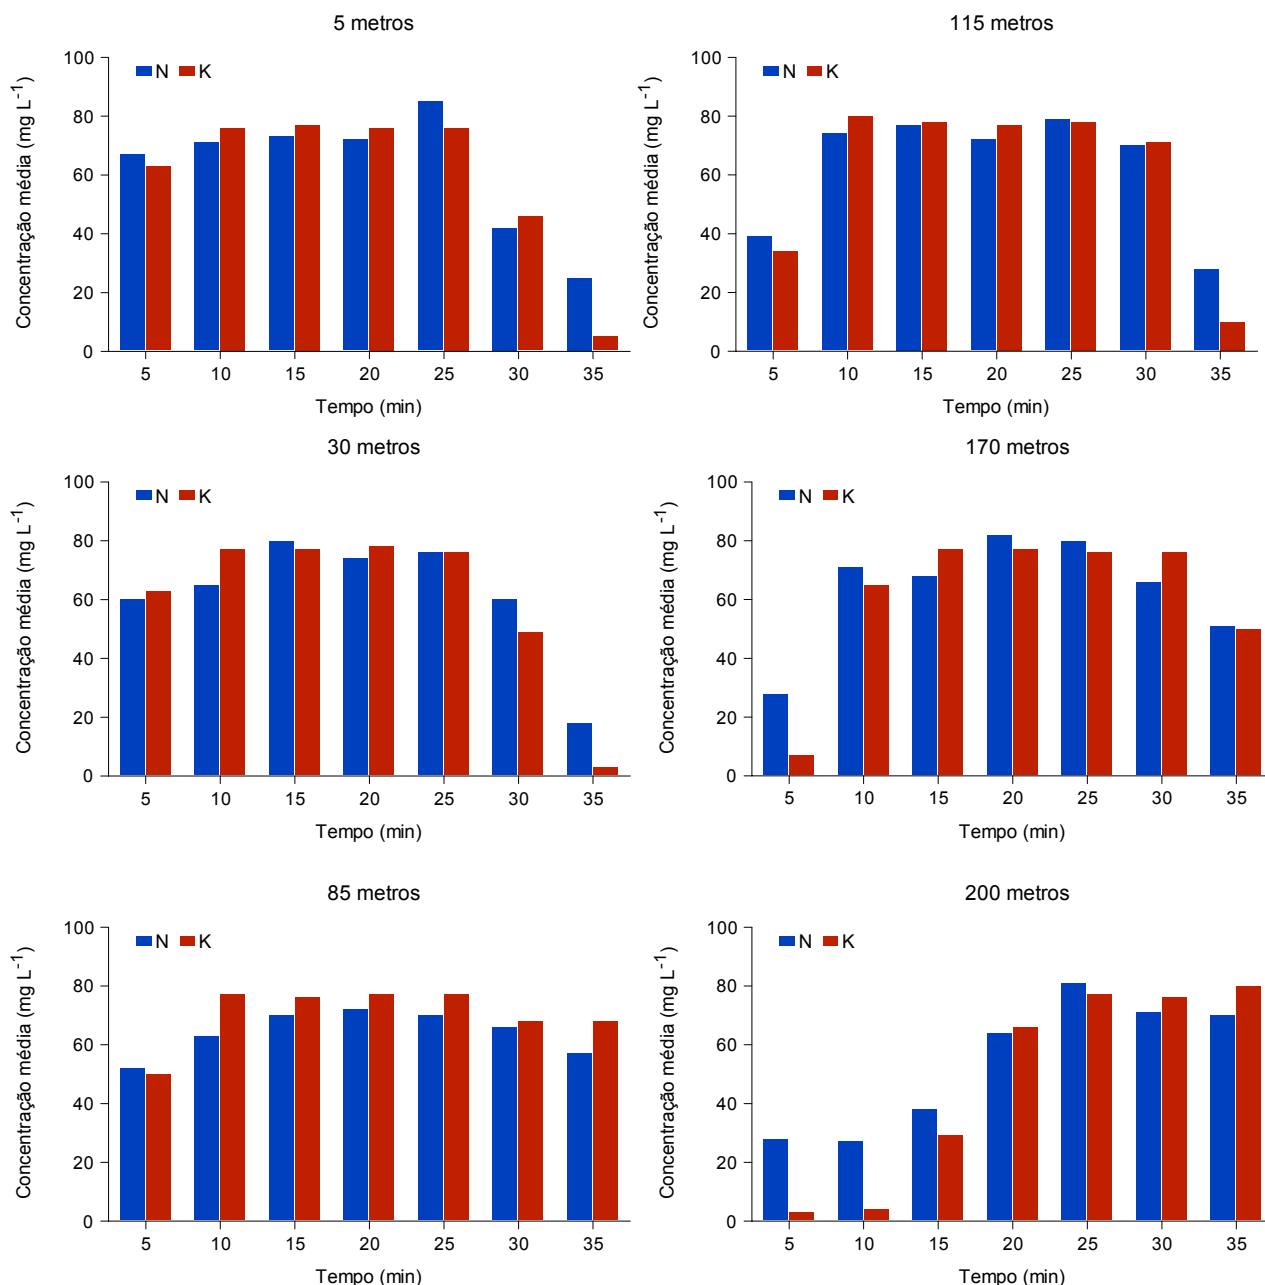 5 metros
Concentração média (mg L-1)
100
80
60
40
20
0
N K
5 10 15 20 25 30 35
Tempo (min)
115 metros
Concentração média (mg L-1)
100
80
60
40
20
0
N K
5 10 15 20 25 30 35
Tempo (min)
30 metros
Concentração média (mg L-1)
100
80
60
40
20
0
N K
5 10 15 20 25 30 35
Tempo (min)
170 metros
Concentração média (mg L-1)
100
80
60
40
20
0
N K
5 10 15 20 25 30 35
Tempo (min)
85 metros
Concentração média (mg L-1)
100
80
60
40
20
0
N K
5 10 15 20 25 30 35
Tempo (min)
200 metros
Concentração média (mg L-1)
100
80
60
40
20
0
N K
5 10 15 20 25 30 35
Tempo (min)